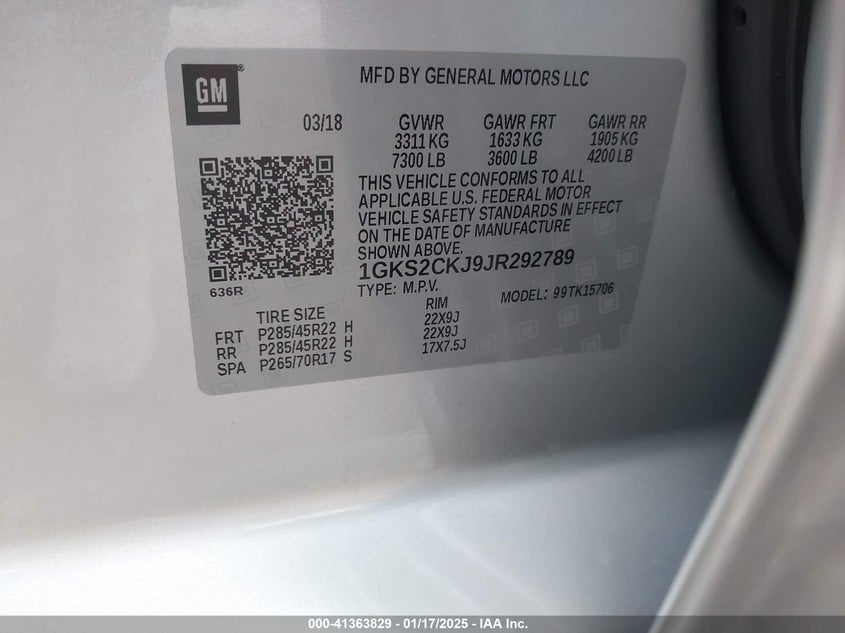 GM
MFD BY GENERAL MOTORS LLC
03/18
GVWR GAWR FRT GAWR RR
3311 KG 1633 KG 1905 KG
7300 LB 3600 LB 4200 LB
THIS VEHICLE CONFORMS TO ALL
APPLICABLE U.S. FEDERAL MOTOR
VEHICLE SAFETY STANDARDS IN EFFECT
ON THE DATE OF MANUFACTURE
SHOWN ABOVE.
1GKS2CKJ9JR292789
636R
TYPE: M.P.V. MODEL: 99TK15706
TIRE SIZE RIM
FRT P285/45R22 H 22X9J
RR P285/45R22 H 22X9J
SPA P265/70R17 S 17X7.5J
000-41363829 - 01/17/2025 - IAA Inc.